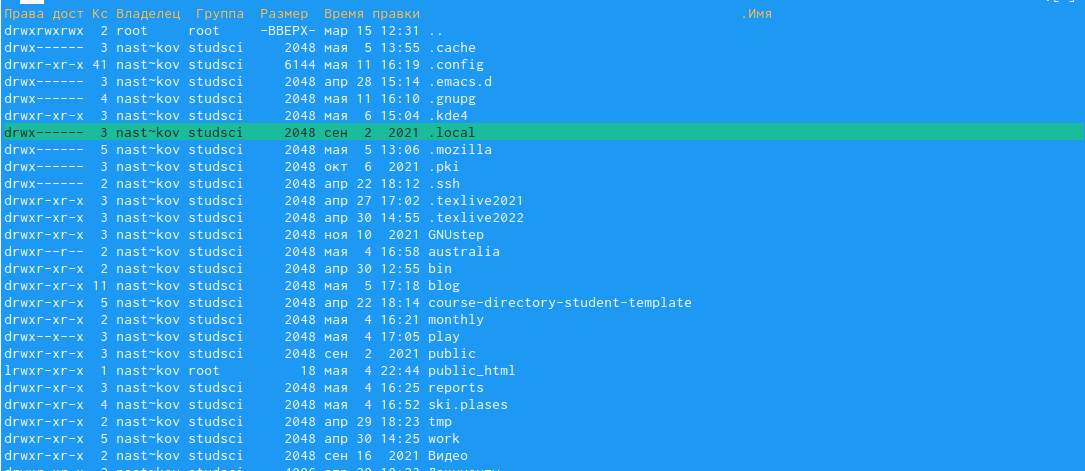 Права дост Кс Владелец Группа Размер Время правки .Имя
drwxrwxrwx 2 root root -ВВЕРХ- мар 15 12:31 ..
drwx------ 3 nast~kov studsci 2048 мая 5 13:55 .cache
drwxr-xr-x 41 nast~kov studsci 6144 мая 11 16:19 .config
drwx------ 3 nast~kov studsci 2048 апр 28 15:14 .emacs.d
drwx------ 4 nast~kov studsci 2048 мая 11 16:10 .gnupg
drwxr-xr-x 3 nast~kov studsci 2048 мая 6 15:04 .kde4
drwx------ 3 nast~kov studsci 2048 сен 2 2021 .local
drwx------ 5 nast~kov studsci 2048 мая 5 13:06 .mozilla
drwx------ 3 nast~kov studsci 2048 окт 6 2021 .pki
drwx------ 2 nast~kov studsci 2048 апр 22 18:12 .ssh
drwxr-xr-x 3 nast~kov studsci 2048 апр 27 17:02 .texlive2021
drwxr-xr-x 3 nast~kov studsci 2048 апр 30 14:55 .texlive2022
drwxr-xr-x 3 nast~kov studsci 2048 ноя 10 2021 GNUstep
drwxr--r-- 2 nast~kov studsci 2048 мая 4 16:58 australia
drwxr-xr-x 2 nast~kov studsci 2048 апр 30 12:55 bin
drwxr-xr-x 11 nast~kov studsci 2048 мая 5 17:18 blog
drwxr-xr-x 5 nast~kov studsci 2048 апр 22 18:14 course-directory-student-template
drwxr-xr-x 2 nast~kov studsci 2048 мая 4 16:21 monthly
drwx--x--x 3 nast~kov studsci 2048 мая 4 17:05 play
drwxr-xr-x 3 nast~kov studsci 2048 сен 2 2021 public
lrwxr-xr-x 1 nast~kov root 18 мая 4 22:44 public_html
drwxr-xr-x 3 nast~kov studsci 2048 мая 4 16:25 reports
drwxr-xr-x 4 nast~kov studsci 2048 мая 4 16:52 ski.plases
drwxr-xr-x 2 nast~kov studsci 2048 апр 29 18:23 tmp
drwxr-xr-x 5 nast~kov studsci 2048 апр 30 14:25 work
drwxr-xr-x 2 nast~kov studsci 2048 сен 16 2021 Видео